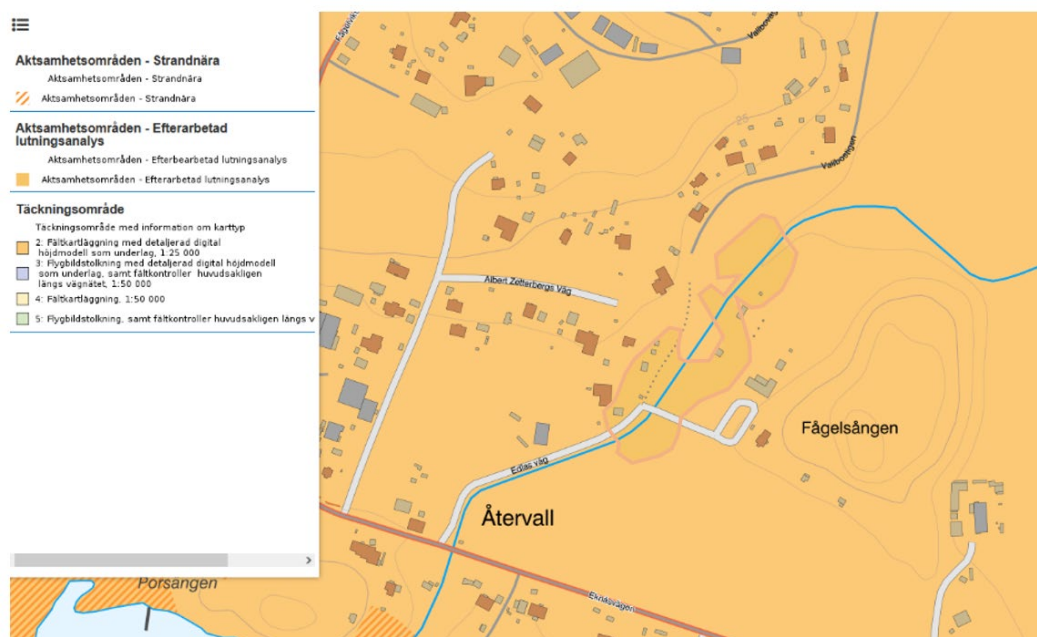 Aktsamhetsområden - Strandnära
Aktsamhetsområden - Strandnära
Aktsamhetsområden - Strandnära
Aktsamhetsområden - Efterarbetad
lutningsanalys
Aktsamhetsområden - Efterbearbetad lutningsanalys
Aktsamhetsområden - Efterarbetad lutningsanalys
Täckningsområde
Täckningsområde med information om karttyp
2: Fältkartläggning med detaljerad digital
höjdmodell som underlag, 1:25 000
3: Flygbildstolkning med detaljerad digital höjdmodell
som underlag, samt fältkontroller huvudsakligen
längs vägnätet, 1:50 000
4: Fältkartläggning, 1:50 000
5: Flygbildstolkning, samt fältkontroller huvudsakligen längs v
25
Vallbostigen
Albert Zetterbergs Väg
Fågelsången
Edlas väg
Återvall
Porsängen
Eknäsvägen